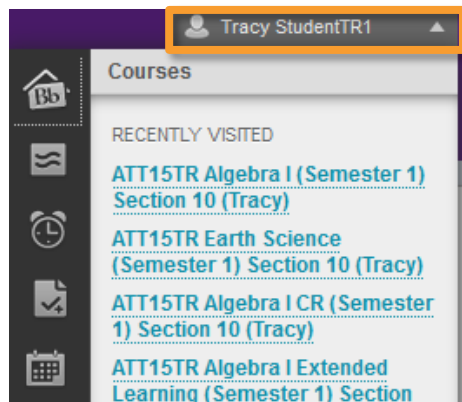 Tracy StudentTR1
Courses
Bb
RECENTLY VISITED
ATT15TR Algebra I (Semester 1)
Section 10 (Tracy)
ATT15TR Earth Science
(Semester 1) Section 10 (Tracy)
ATT15TR Algebra I CR (Semester
1) Section 10 (Tracy)
ATT15TR Algebra I Extended
Learning (Semester 1) Section